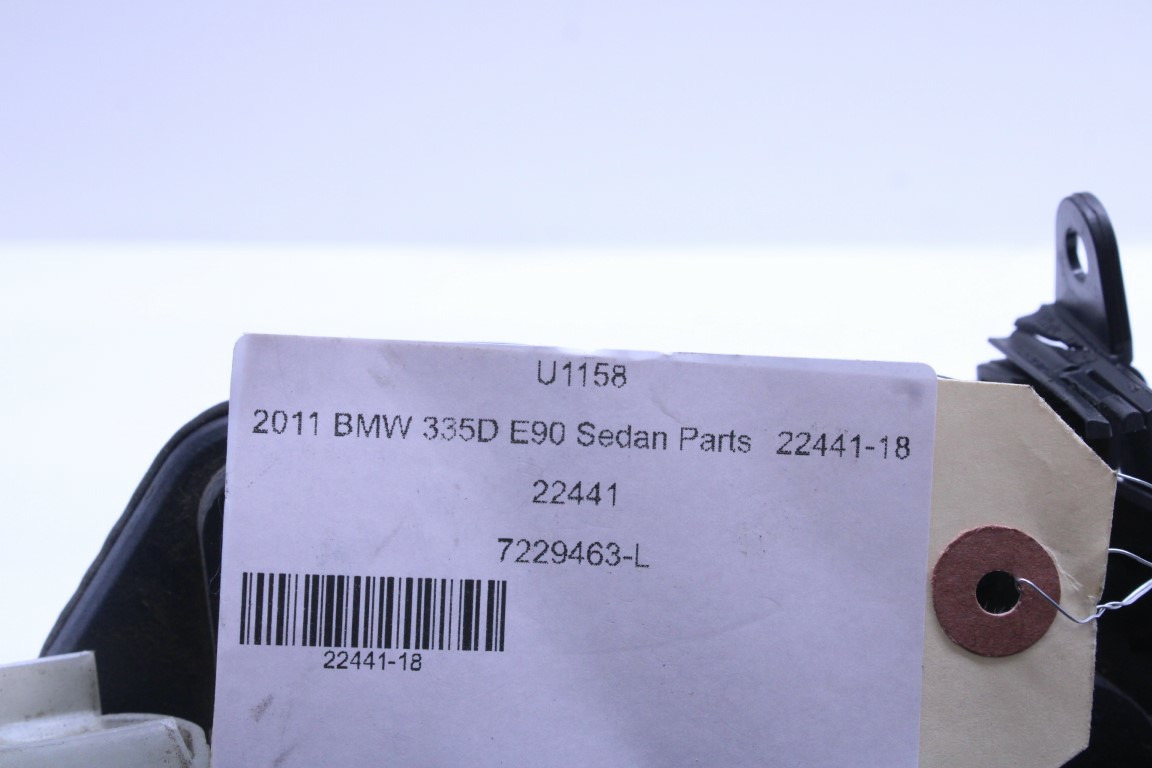 U1158
2011 BMW 335D E90 Sedan Parts 22441-18
22441
7229463-L
22441-18